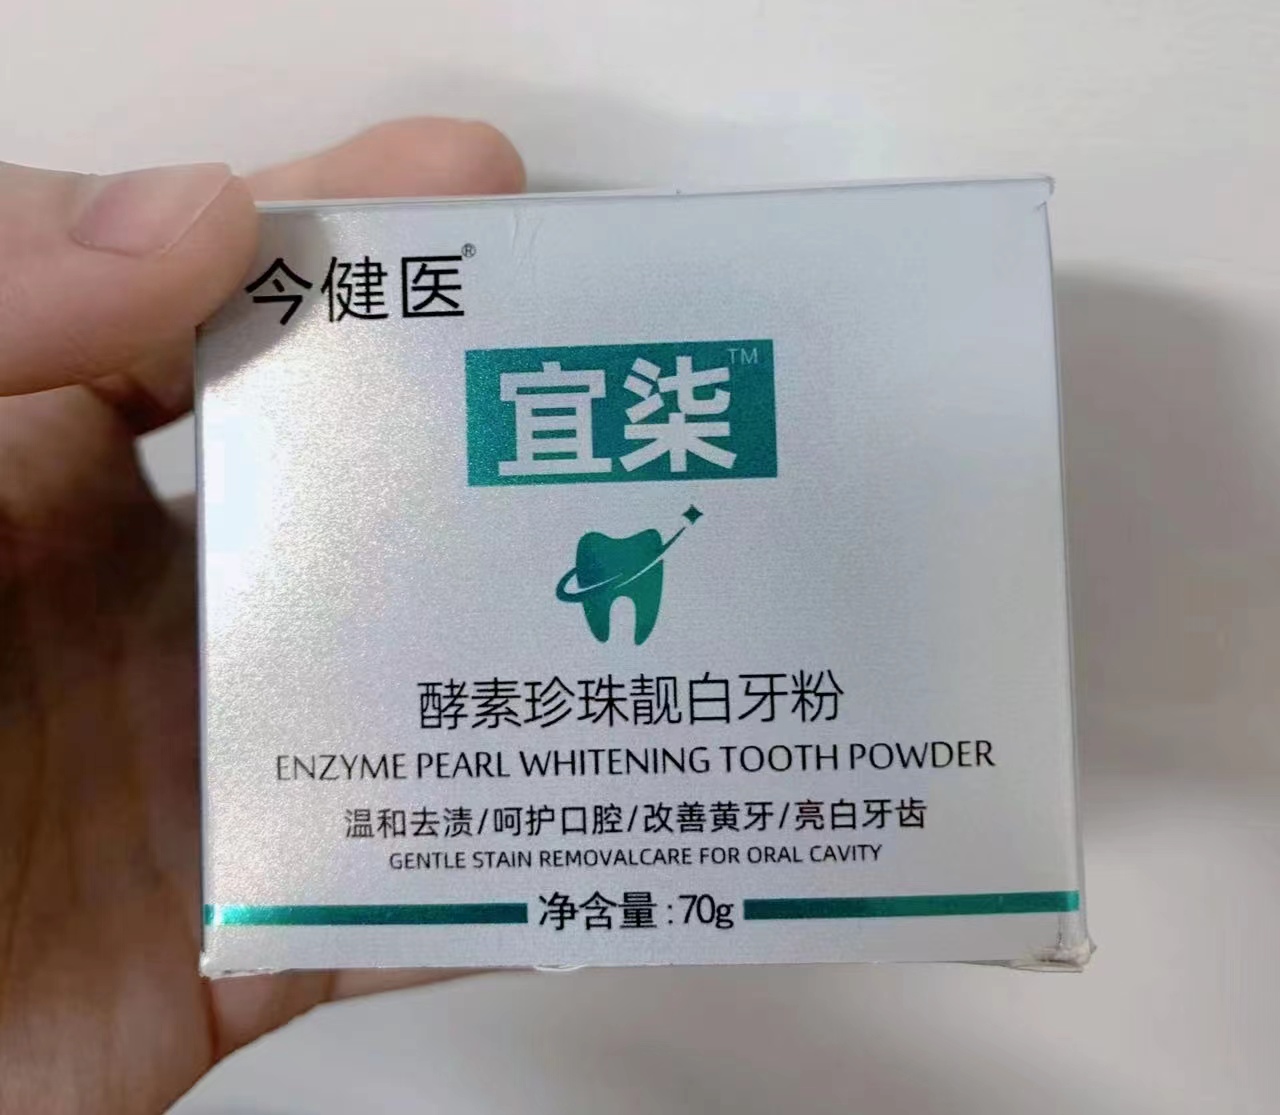 今健医®
宜柒™
酵素珍珠靓白牙粉
ENZYME PEARL WHITENING TOOTH POWDER
温和去渍/呵护口腔/改善黄牙/亮白牙齿
GENTLE STAIN REMOVALCARE FOR ORAL CAVITY
净含量:70g